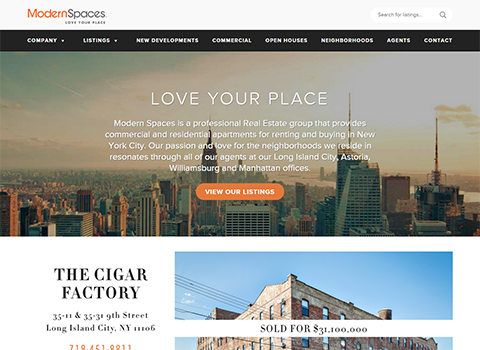 ModernSpaces
LOVE YOUR PLACE
Search for listings...
COMPANY LISTINGS NEW DEVELOPMENTS COMMERCIAL OPEN HOUSES NEIGHBORHOODS AGENTS CONTACT
LOVE YOUR PLACE
Modern Spaces is a professional Real Estate group that provides
commercial and residential apartments for renting and buying in New
York City. Our passion and love for the neighborhoods we reside in
resonates through all of our agents at our Long Island City, Astoria,
Williamsburg and Manhattan offices.
VIEW OUR LISTINGS
THE CIGAR
FACTORY
35-11 & 35-31 9th Street
Long Island City, NY 11106
SOLD FOR $31,100,000